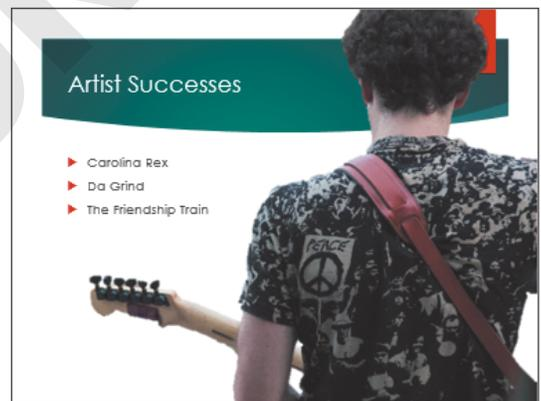 Artist Successes
Carolina Rex
Da Grind
The Friendship Train
PEACE